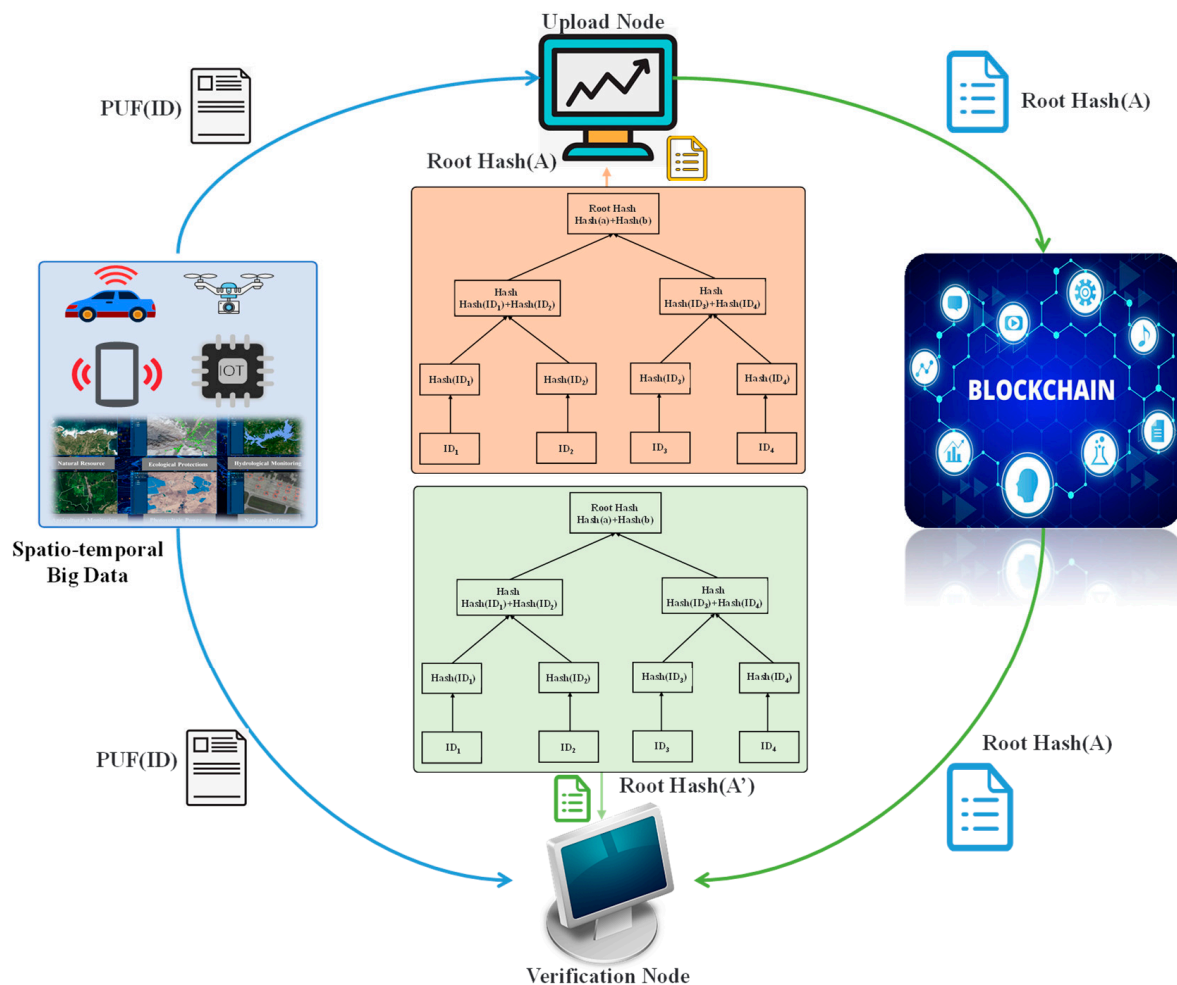 Upload Node
PUF(ID)
Root Hash(A)
Root Hash(A)
Root Hash
Hash(a)+Hash(b)
Hash
Hash(ID₁)+Hash(ID₂)
Hash
Hash(ID₃)+Hash(ID₄)
Hash(ID₁)
Hash(ID₂)
Hash(ID₃)
Hash(ID₄)
ID₁
ID₂
ID₃
ID₄
IOT
Natural Resource
Ecological Protections
Hydrological Monitoring
Spatio-temporal
Big Data
BLOCKCHAIN
Root Hash
Hash(a)+Hash(b)
Hash
Hash(ID₁)+Hash(ID₂)
Hash
Hash(ID₃)+Hash(ID₄)
Hash(ID₁)
Hash(ID₂)
Hash(ID₃)
Hash(ID₄)
ID₁
ID₂
ID₃
ID₄
PUF(ID)
Root Hash(A’)
Root Hash(A)
Verification Node